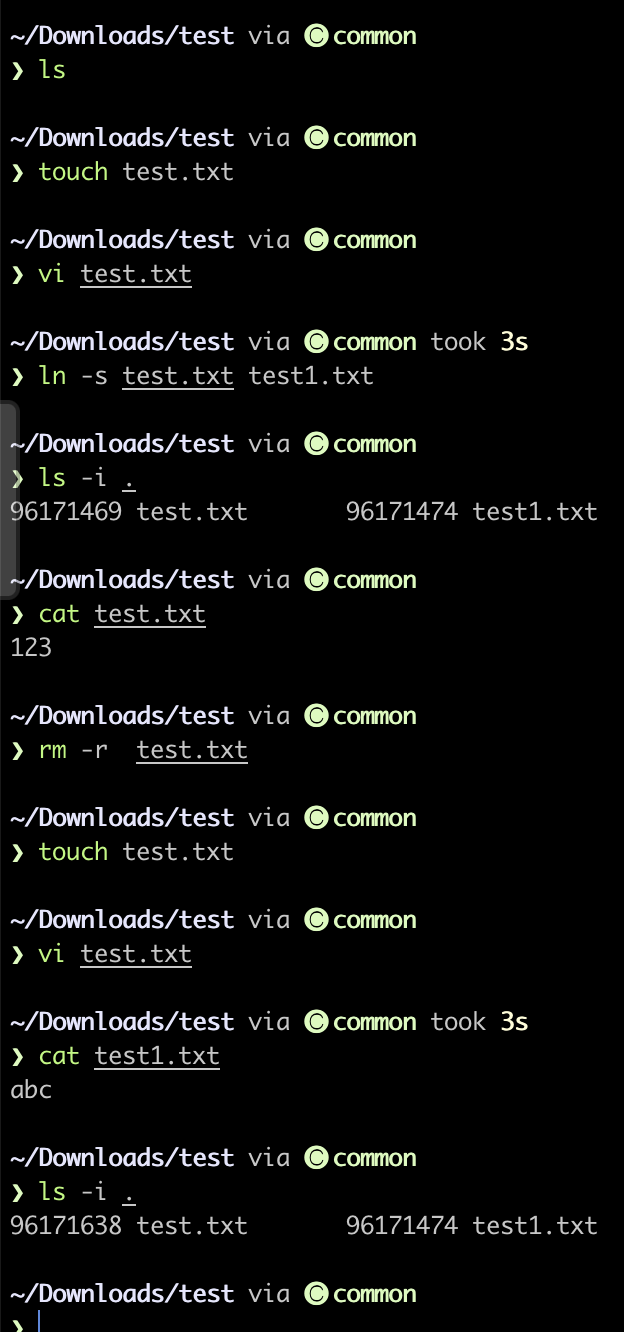 ~/Downloads/test via 🅒 common
❯ ls
~/Downloads/test via 🅒 common
❯ touch test.txt
~/Downloads/test via 🅒 common
❯ vi test.txt
~/Downloads/test via 🅒 common took 3s
❯ ln -s test.txt test1.txt
~/Downloads/test via 🅒 common
❯ ls -i .
96171469 test.txt       96171474 test1.txt
~/Downloads/test via 🅒 common
❯ cat test.txt
123
~/Downloads/test via 🅒 common
❯ rm -r  test.txt
~/Downloads/test via 🅒 common
❯ touch test.txt
~/Downloads/test via 🅒 common
❯ vi test.txt
~/Downloads/test via 🅒 common took 3s
❯ cat test1.txt
abc
~/Downloads/test via 🅒 common
❯ ls -i .
96171638 test.txt       96171474 test1.txt
~/Downloads/test via 🅒 common
❯